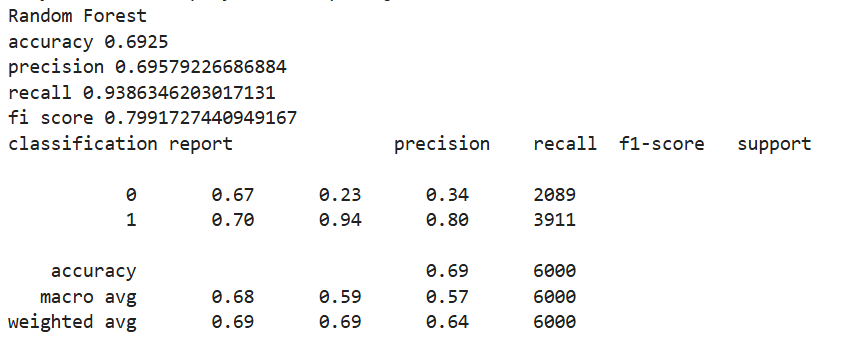 Random Forest
accuracy 0.6925
precision 0.69579226686884
recall 0.9386346203017131
fi score 0.7991727440949167
classification report precision recall f1-score support
0 0.67 0.23 0.34 2089
1 0.70 0.94 0.80 3911
accuracy 0.69 6000
macro avg 0.68 0.59 0.57 6000
weighted avg 0.69 0.69 0.64 6000